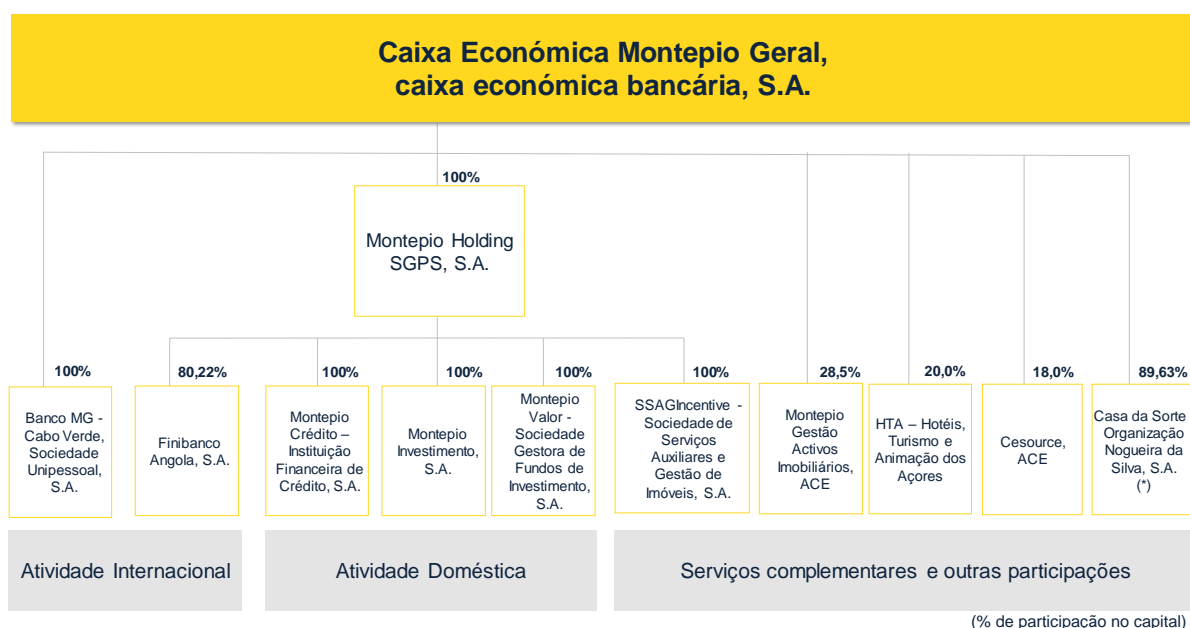 Caixa Económica Montepio Geral,
caixa económica bancária, S.A.
100%
Montepio Holding
SGPS, S.A.
100%
80,22%
100%
100%
100%
100%
28,5%
20,0%
18,0%
89,63%
Banco MG -
Cabo Verde,
Sociedade
Unipessoal,
S.A.
Finibanco
Angola, S.A.
Montepio
Crédito –
Instituição
Financeira de
Crédito, S.A.
Montepio
Investimento,
S.A.
Montepio
Valor -
Sociedade
Gestora de
Fundos de
Investimento,
S.A.
SSAGIncentive -
Sociedade de
Serviços
Auxiliares e
Gestão de
Imóveis, S.A.
Montepio
Gestão
Activos
Imobiliários,
ACE
HTA – Hotéis,
Turismo e
Animação dos
Açores
Cesource,
ACE
Casa da Sorte -
Organização
Nogueira da
Silva, S.A.
(*)
Atividade Internacional
Atividade Doméstica
Serviços complementares e outras participações
(% de participação no capital)